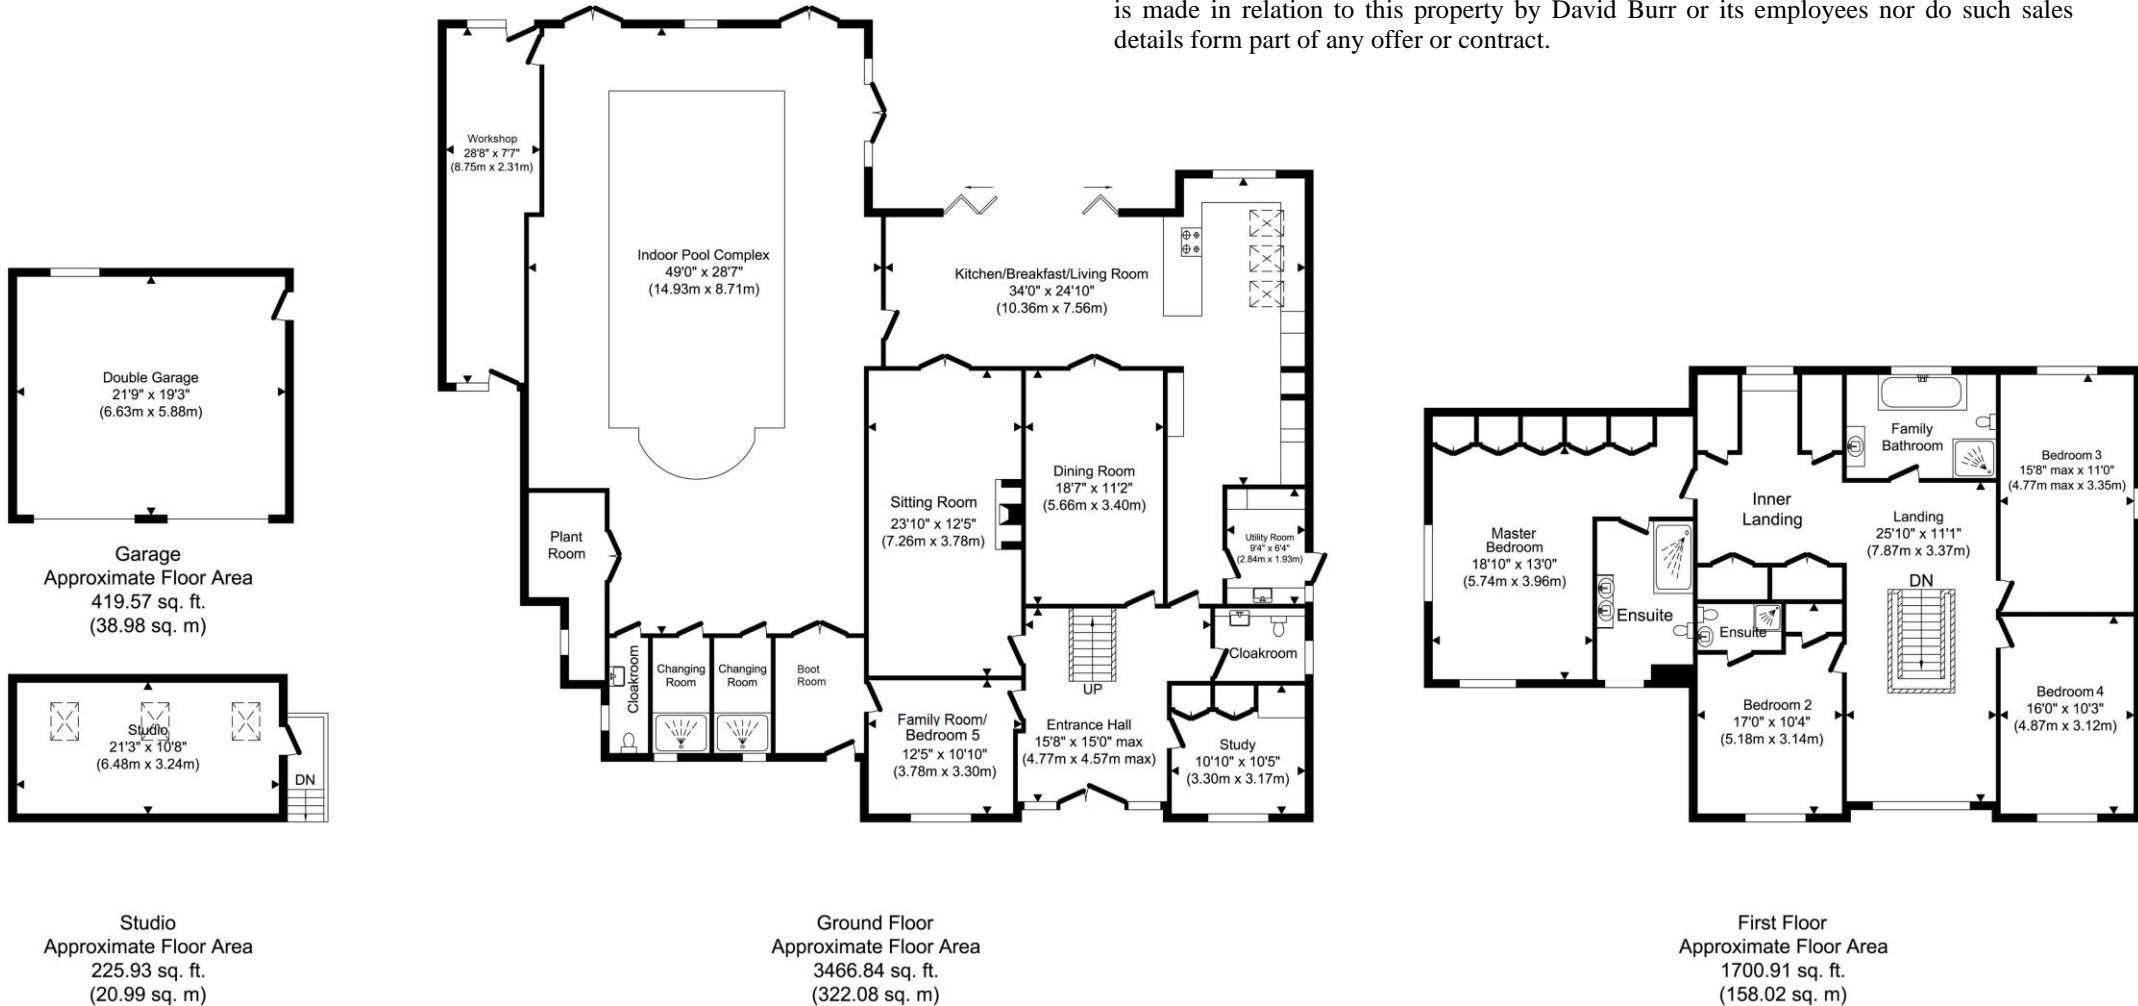 is made in relation to this property by David Burr or its employees nor do such sales
details form part of any offer or contract.
Workshop
28'8" x 7'7"
(8.75m x 2.31m)
Indoor Pool Complex
49'0" x 28'7"
(14.93m x 8.71m)
Kitchen/Breakfast/Living Room
34'0" x 24'10"
(10.36m x 7.56m)
Double Garage
21'9" x 19'3"
(6.63m x 5.88m)
Garage
Approximate Floor Area
419.57 sq. ft.
(38.98 sq. m)
Studio
21'3" x 10'8"
(6.48m x 3.24m)
DN
Studio
Approximate Floor Area
225.93 sq. ft.
(20.99 sq. m)
Plant
Room
Sitting Room
23'10" x 12'5"
(7.26m x 3.78m)
Dining Room
18'7" x 11'2"
(5.66m x 3.40m)
Utility Room
9'4" x 6'4"
(2.84m x 1.93m)
Cloakroom
Changing
Room
Changing
Room
Boot
Room
Family Room/
Bedroom 5
12'5" x 10'10"
(3.78m x 3.30m)
UP
Entrance Hall
15'8" x 15'0" max
(4.77m x 4.57m max)
Cloakroom
Study
10'10" x 10'5"
(3.30m x 3.17m)
Ground Floor
Approximate Floor Area
3466.84 sq. ft.
(322.08 sq. m)
Master
Bedroom
18'10" x 13'0"
(5.74m x 3.96m)
Ensuite
Ensuite
Inner
Landing
Family
Bathroom
Landing
25'10" x 11'1"
(7.87m x 3.37m)
DN
Bedroom 3
15'8" max x 11'0"
(4.77m max x 3.35m)
Bedroom 2
17'0" x 10'4"
(5.18m x 3.14m)
Bedroom 4
16'0" x 10'3"
(4.87m x 3.12m)
First Floor
Approximate Floor Area
1700.91 sq. ft.
(158.02 sq. m)